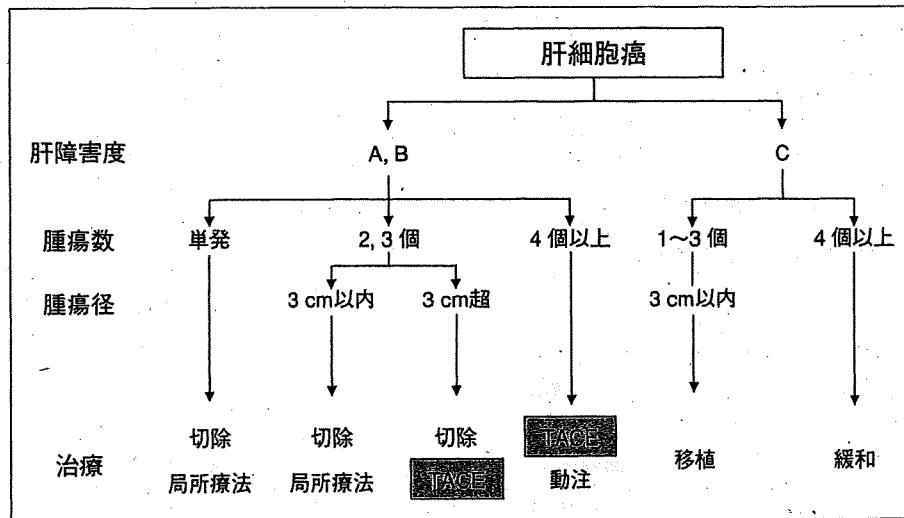 肝細胞癌
肝障害度 A, B C
腫瘍数 単発 2, 3 個 4 個以上 1〜3 個 4 個以上
腫瘍径 3 cm以内 3 cm超 3 cm以内
治療 切除 切除 切除 TACE 移植 緩和
局所療法 局所療法 TACE 動注